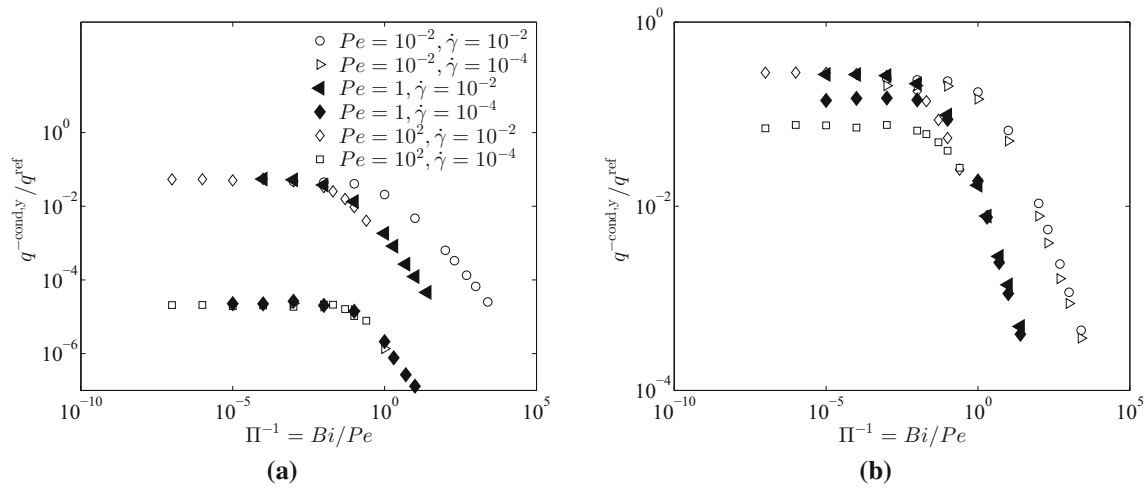 Pe = 10^{-2}, γ̇ = 10^{-2}
Pe = 10^{-2}, γ̇ = 10^{-4}
Pe = 1, γ̇ = 10^{-2}
Pe = 1, γ̇ = 10^{-4}
Pe = 10^{2}, γ̇ = 10^{-2}
Pe = 10^{2}, γ̇ = 10^{-4}
q^{-cond,y}/q^{ref}
10^{0}
10^{-2}
10^{-4}
10^{-6}
10^{-10}
10^{-5}
10^{0}
10^{5}
Π^{-1} = Bi/Pe
(a)
q^{-cond,y}/q^{ref}
10^{0}
10^{-2}
10^{-4}
10^{-10}
10^{-5}
10^{0}
10^{5}
Π^{-1} = Bi/Pe
(b)